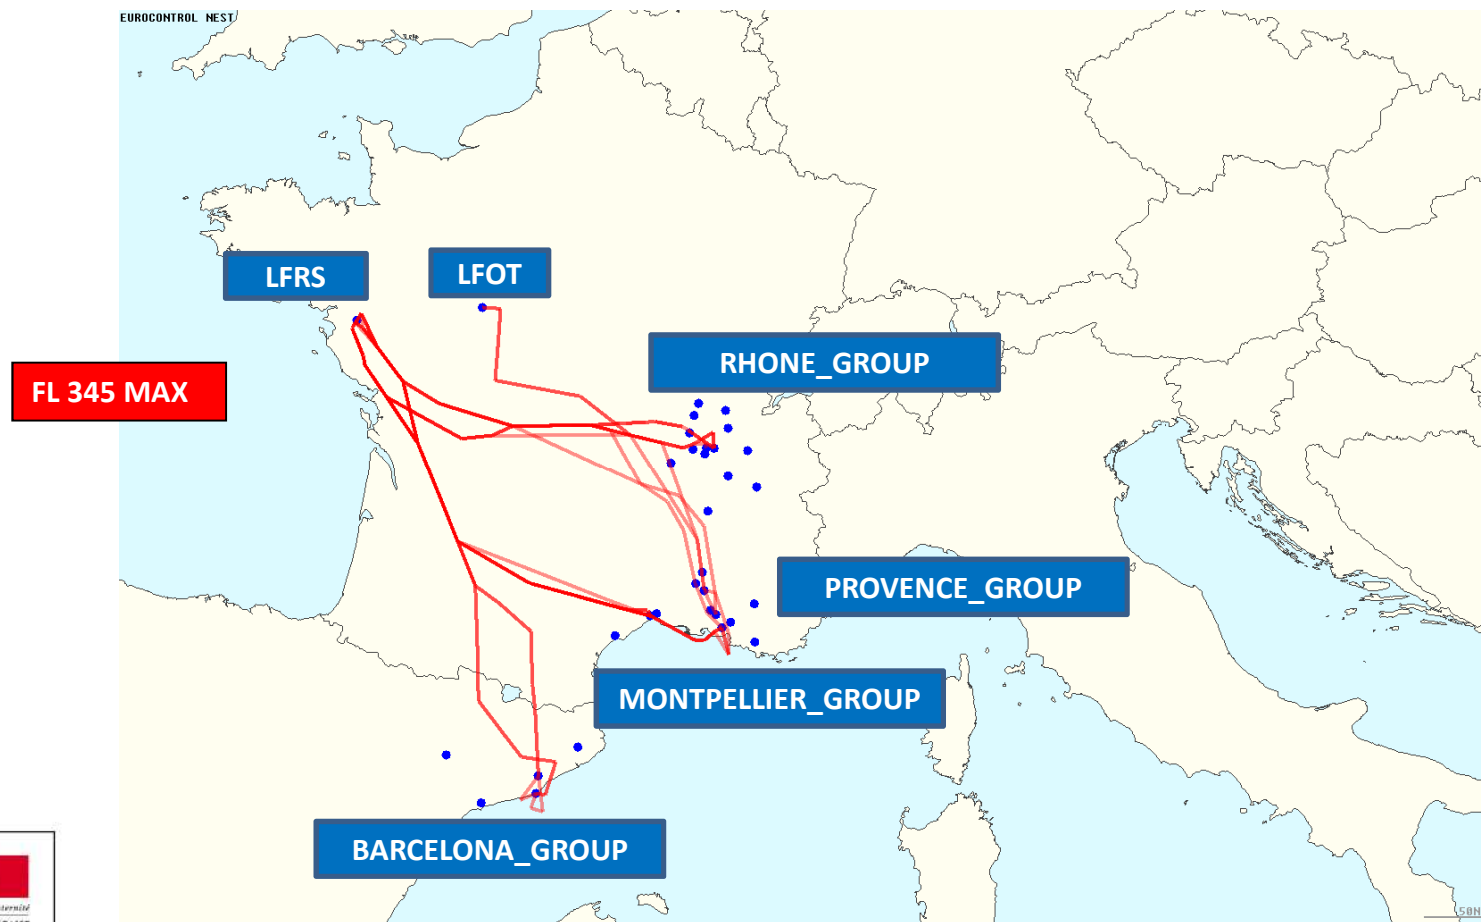 EUROCONTROL NEST
LFRS
LFOT
RHONE_GROUP
FL 345 MAX
PROVENCE_GROUP
MONTPELLIER_GROUP
BARCELONA_GROUP
50N